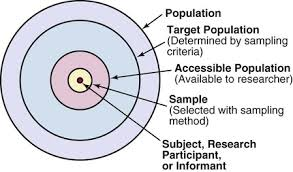 Population
Target Population
(Determined by sampling
criteria)
Accessible Population
(Available to researcher)
Sample
(Selected with sampling
method)
Subject, Research
Participant,
or Informant